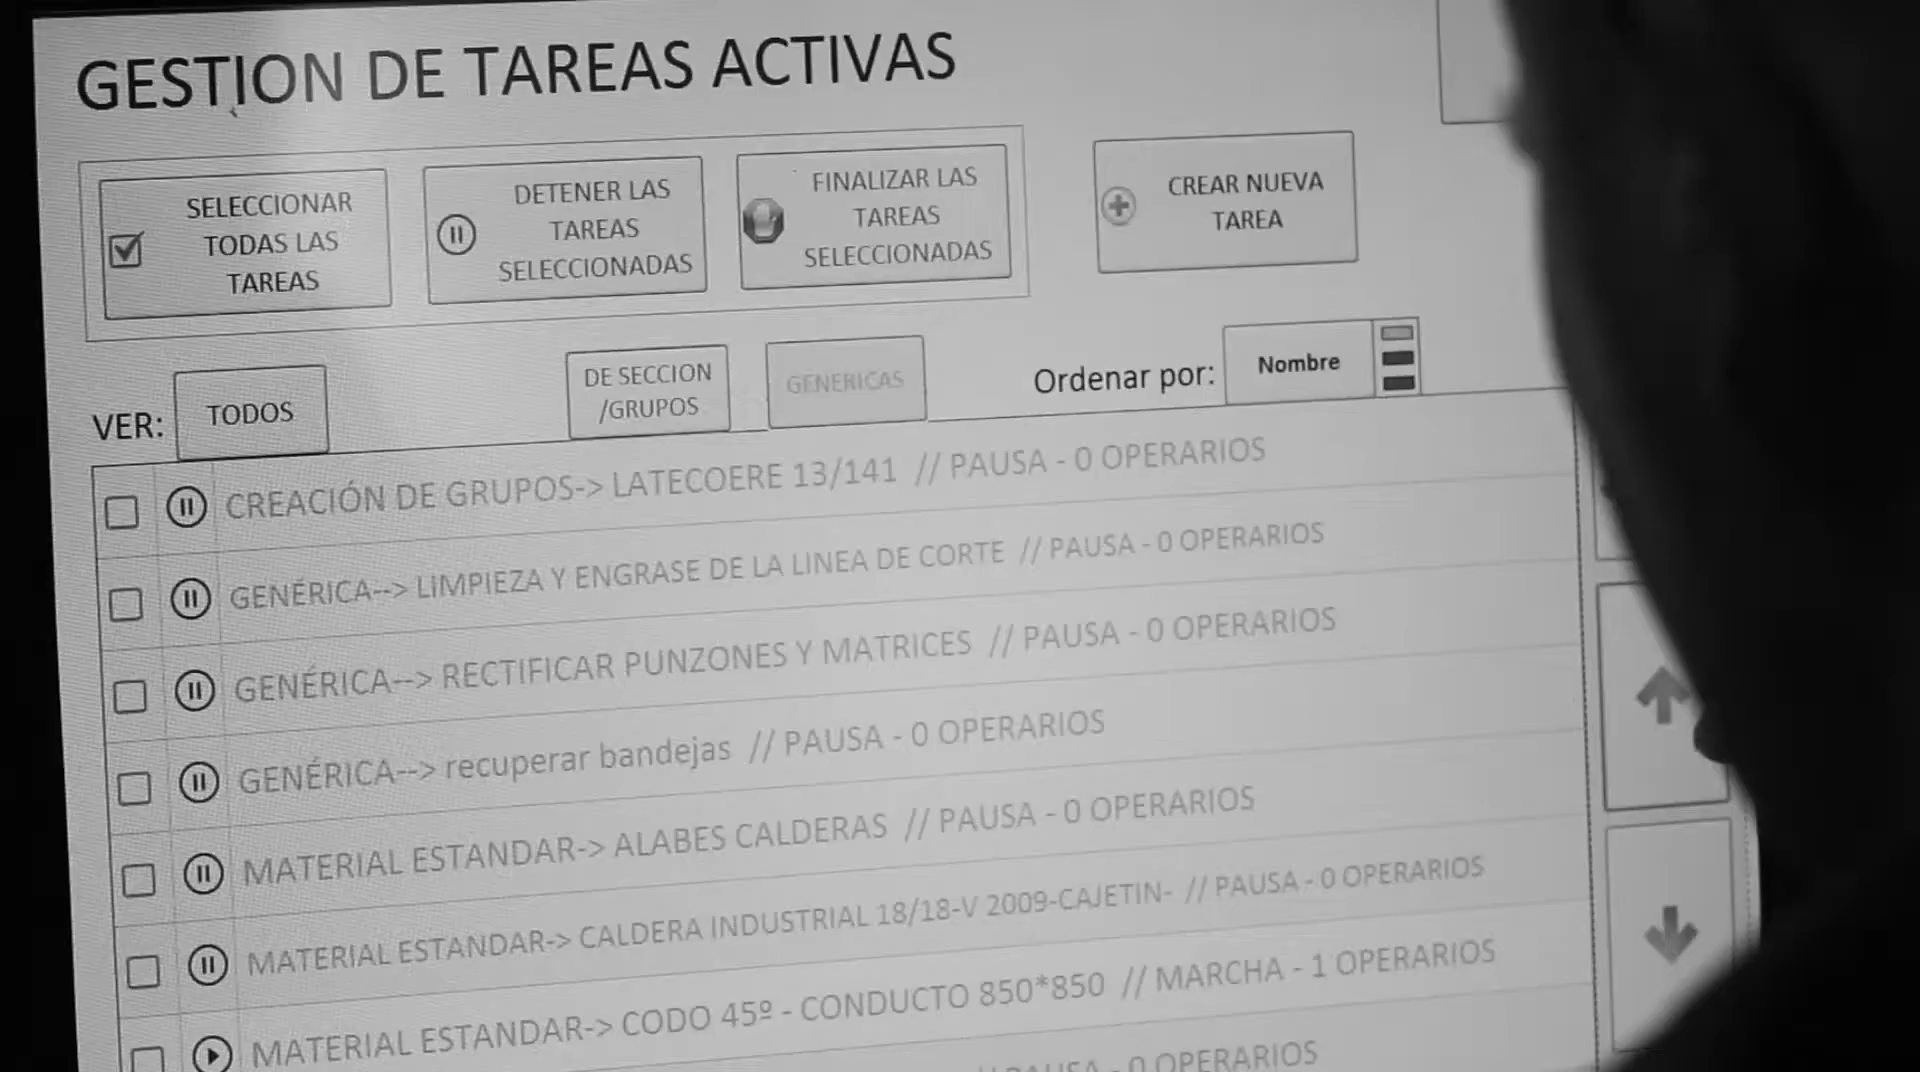 GESTION DE TAREAS ACTIVAS
SELECCIONAR
TODAS LAS
TAREAS
DETENER LAS
TAREAS
SELECCIONADAS
FINALIZAR LAS
TAREAS
SELECCIONADAS
CREAR NUEVA
TAREA
VER:
TODOS
DE SECCION
/GRUPOS
GENERICAS
Ordenar por:
Nombre
CREACIÓN DE GRUPOS-> LATECOERE 13/141 // PAUSA - 0 OPERARIOS
GENÉRICA--> LIMPIEZA Y ENGRASE DE LA LINEA DE CORTE // PAUSA - 0 OPERARIOS
GENÉRICA--> RECTIFICAR PUNZONES Y MATRICES // PAUSA - 0 OPERARIOS
GENÉRICA--> recuperar bandejas // PAUSA - 0 OPERARIOS
MATERIAL ESTANDAR-> ALABES CALDERAS // PAUSA - 0 OPERARIOS
MATERIAL ESTANDAR-> CALDERA INDUSTRIAL 18/18-V 2009-CAJETIN- // PAUSA - 0 OPERARIOS
MATERIAL ESTANDAR-> CODO 45º - CONDUCTO 850*850 // MARCHA - 1 OPERARIOS
// PAUSA - 0 OPERARIOS